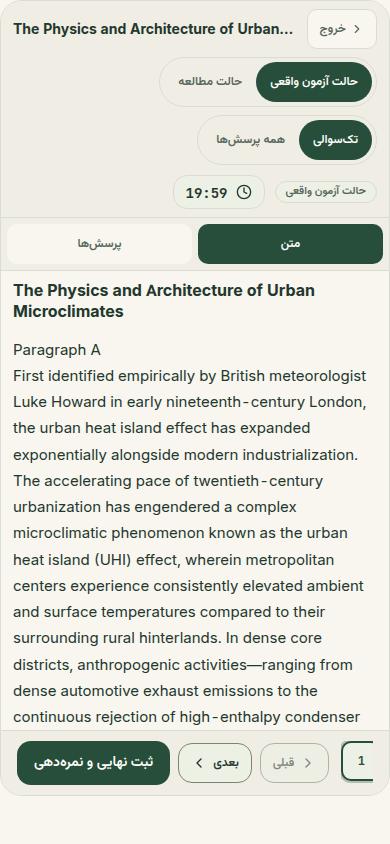 The Physics and Architecture of Urban...
خروج
حالت آزمون واقعی
حالت مطالعه
تک‌سوالی
همه پرسش‌ها
حالت آزمون واقعی
19:59
متن
پرسش‌ها
The Physics and Architecture of Urban
Microclimates
Paragraph A
First identified empirically by British meteorologist
Luke Howard in early nineteenth-century London,
the urban heat island effect has expanded
exponentially alongside modern industrialization.
The accelerating pace of twentieth-century
urbanization has engendered a complex
microclimatic phenomenon known as the urban
heat island (UHI) effect, wherein metropolitan
centers experience consistently elevated ambient
and surface temperatures compared to their
surrounding rural hinterlands. In dense core
districts, anthropogenic activities—ranging from
dense automotive exhaust emissions to the
continuous rejection of high-enthalpy condenser
1
قبلی
بعدی
ثبت نهایی و نمره‌دهی